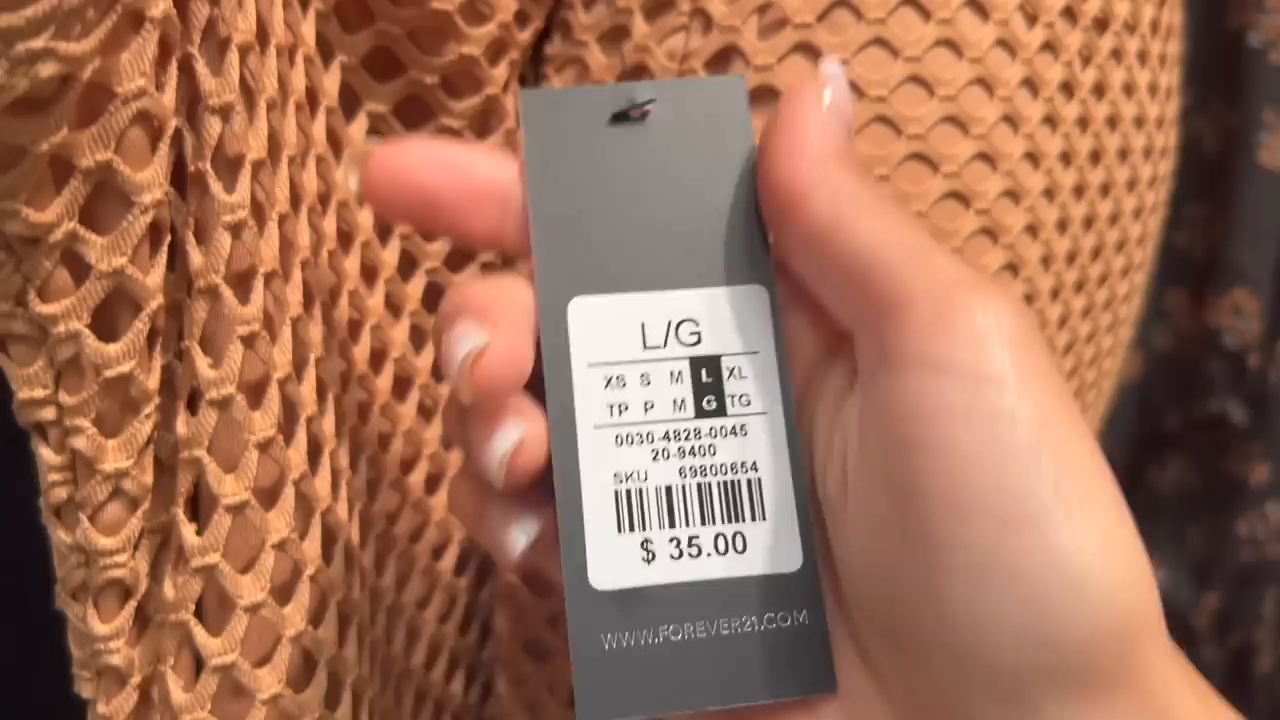 L/G
XS S M L XL
TP P M G TG
0030-4828-0045
20-9400
SKU 69800654
$ 35.00
WWW.FOREVER21.COM